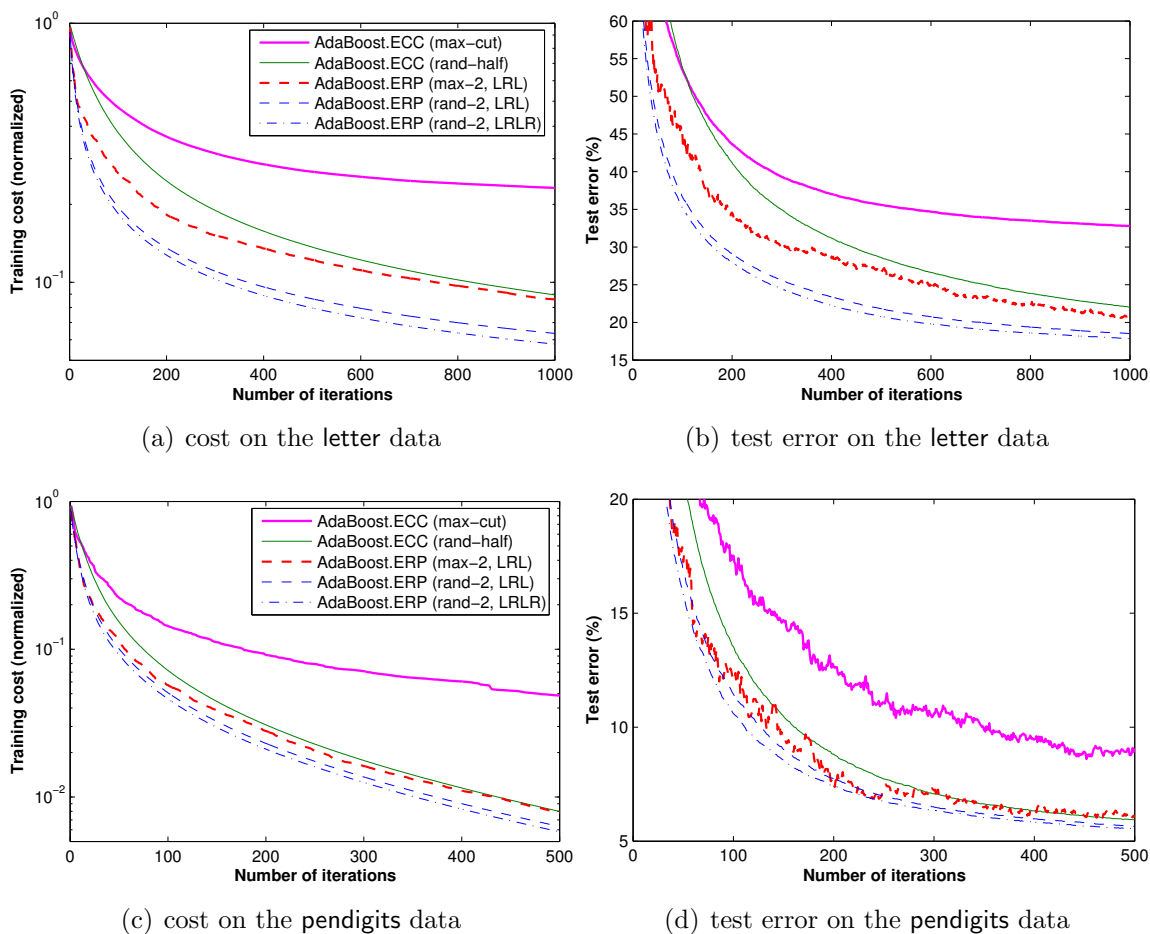 10^0
10^-1
Training cost (normalized)
0 200 400 600 800 1000
Number of iterations
AdaBoost.ECC (max−cut)
AdaBoost.ECC (rand−half)
AdaBoost.ERP (max−2, LRL)
AdaBoost.ERP (rand−2, LRL)
AdaBoost.ERP (rand−2, LRLR)
(a) cost on the letter data
60
55
50
45
40
35
30
25
20
15
Test error (%)
0 200 400 600 800 1000
Number of iterations
(b) test error on the letter data
10^0
10^-1
10^-2
Training cost (normalized)
0 100 200 300 400 500
Number of iterations
AdaBoost.ECC (max−cut)
AdaBoost.ECC (rand−half)
AdaBoost.ERP (max−2, LRL)
AdaBoost.ERP (rand−2, LRL)
AdaBoost.ERP (rand−2, LRLR)
(c) cost on the pendigits data
20
15
10
5
Test error (%)
0 100 200 300 400 500
Number of iterations
(d) test error on the pendigits data